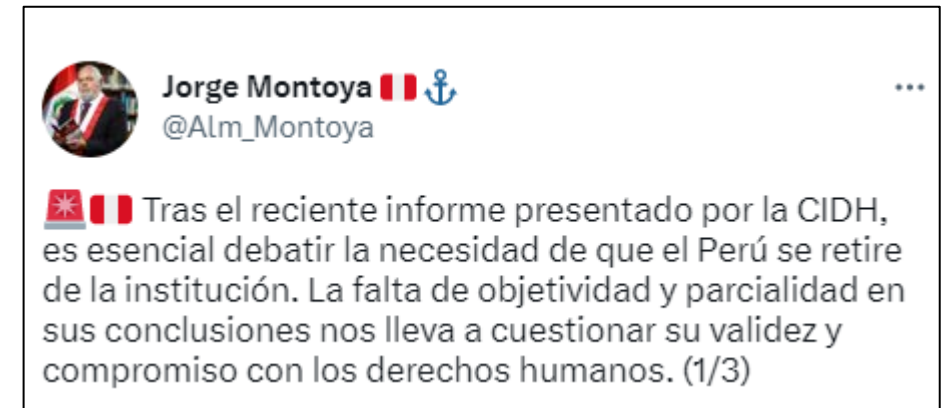 Jorge Montoya 🇵🇪⚓
@Alm_Montoya
🚨🇵🇪 Tras el reciente informe presentado por la CIDH,
es esencial debatir la necesidad de que el Perú se retire
de la institución. La falta de objetividad y parcialidad en
sus conclusiones nos lleva a cuestionar su validez y
compromiso con los derechos humanos. (1/3)